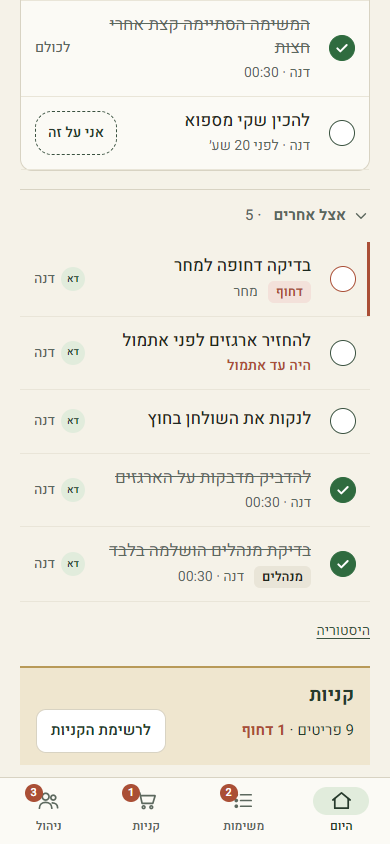 המשימה הסתיימה קצת אחרי
חצות
לכולם
דנה · 00:30
להכין שקי מספוא
דנה · לפני 20 שע'
אני על זה
אצל אחרים · 5
בדיקה דחופה למחר
דחוף מחר
דא דנה
להחזיר ארגזים לפני אתמול
היה עד אתמול
דא דנה
לנקות את השולחן בחוץ
דא דנה
להדביק מדבקות על הארגזים
דנה · 00:30
דא דנה
בדיקת מנהלים הושלמה בלבד
מנהלים דנה · 00:30
דא דנה
היסטוריה
קניות
9 פריטים · 1 דחוף
לרשימת הקניות
היום
2
משימות
1
קניות
3
ניהול